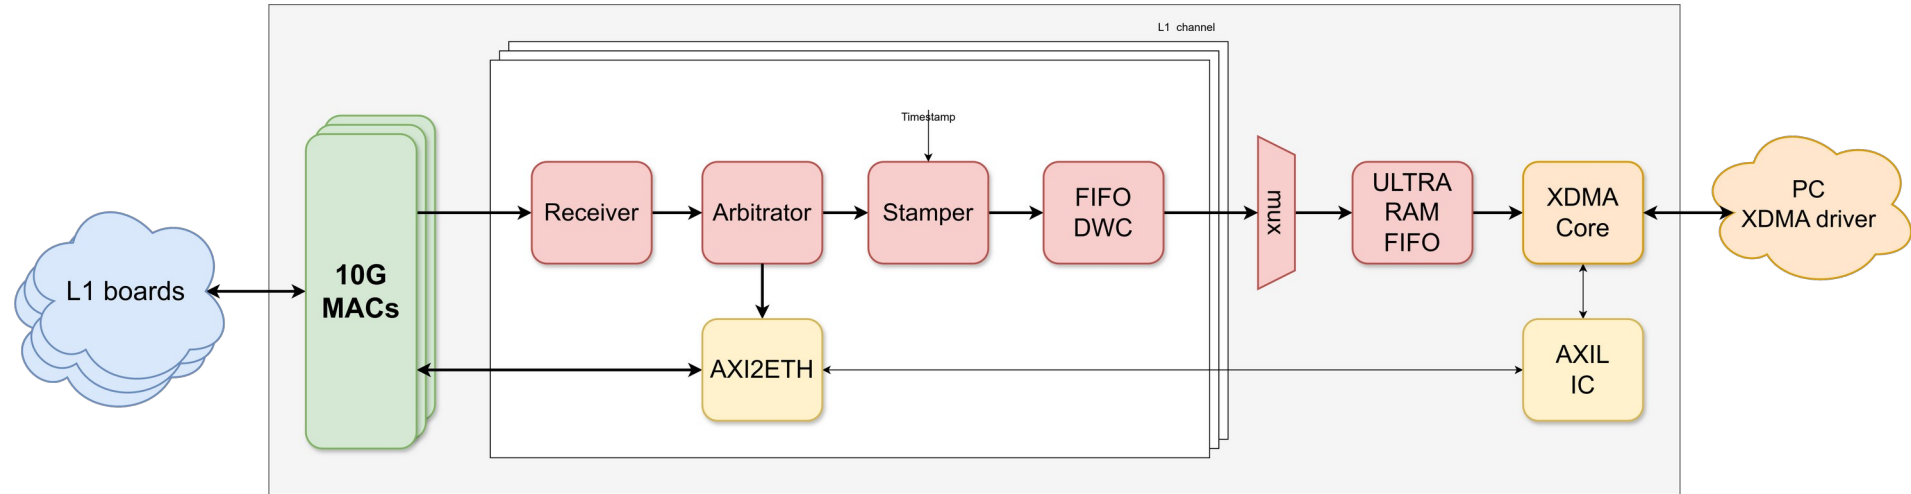 L1 channel
Timestamp
Receiver
Arbitrator
Stamper
FIFO
DWC
mux
ULTRA
RAM
FIFO
XDMA
Core
PC
XDMA driver
L1 boards
10G
MACs
AXI2ETH
AXIL
IC